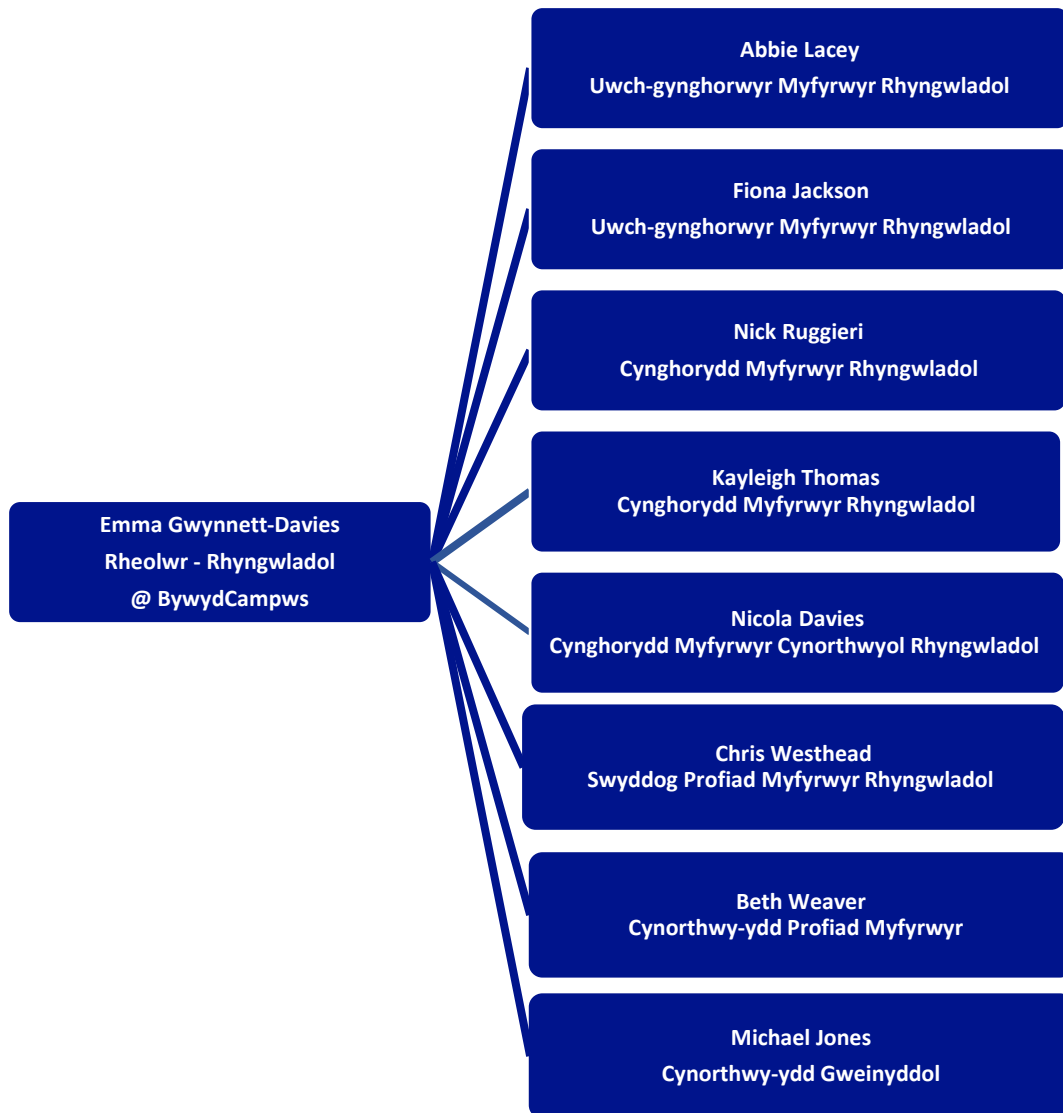 Abbie Lacey
Uwch-gynghorwyr Myfyrwyr Rhyngwladol
Fiona Jackson
Uwch-gynghorwyr Myfyrwyr Rhyngwladol
Nick Ruggieri
Cynghorydd Myfyrwyr Rhyngwladol
Kayleigh Thomas
Cynghorydd Myfyrwyr Rhyngwladol
Emma Gwynnett-Davies
Rheolwr - Rhyngwladol
@ BywydCampws
Nicola Davies
Cynghorydd Myfyrwyr Cynorthwyol Rhyngwladol
Chris Westhead
Swyddog Profiad Myfyrwyr Rhyngwladol
Beth Weaver
Cynorthwy-ydd Profiad Myfyrwyr
Michael Jones
Cynorthwy-ydd Gweinyddol